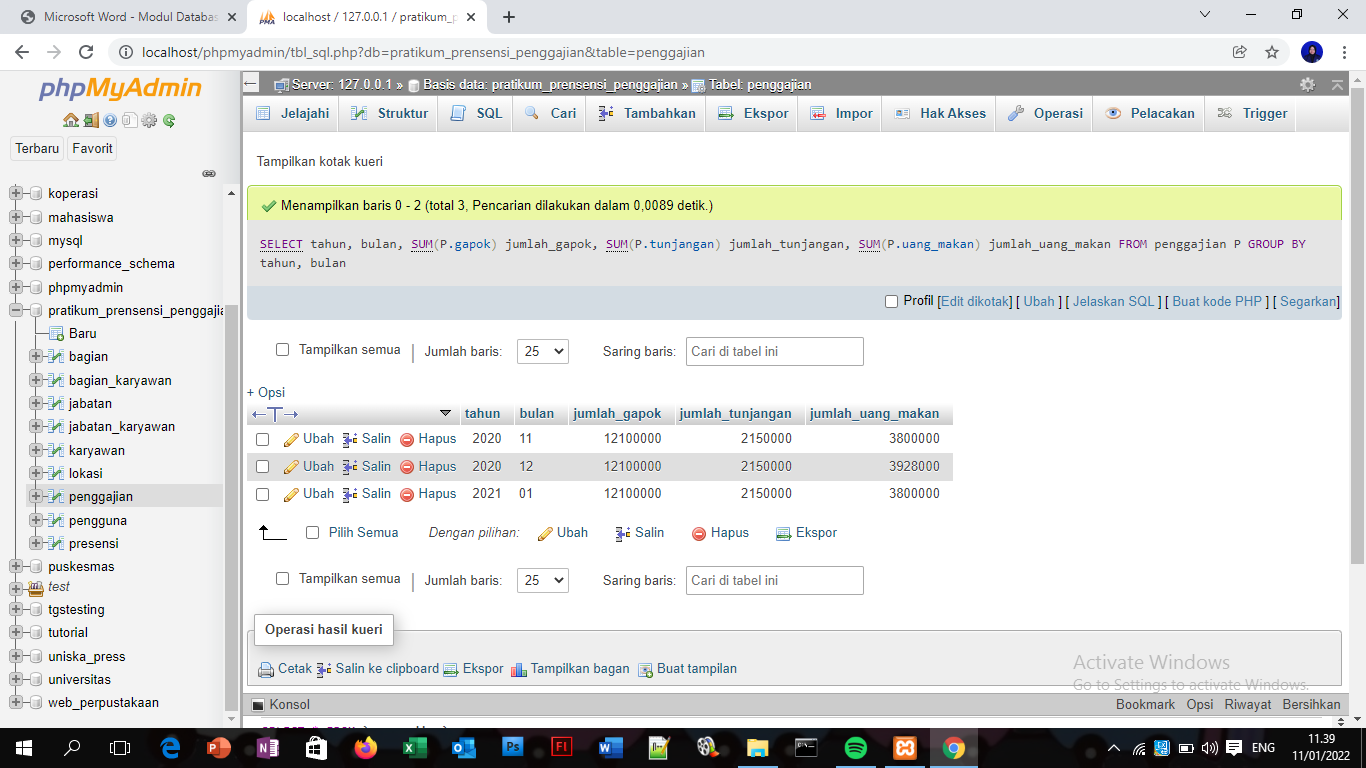 Microsoft Word - Modul Databas
localhost / 127.0.0.1 / pratikum_p
localhost/phpmyadmin/tbl_sql.php?db=pratikum_prensensi_penggajian&table=penggajian
phpMyAdmin
Terbaru
Favorit
koperasi
mahasiswa
mysql
performance_schema
phpmyadmin
pratikum_prensensi_penggajia
Baru
bagian
bagian_karyawan
jabatan
jabatan_karyawan
karyawan
lokasi
penggajian
pengguna
presensi
puskesmas
test
tgstesting
tutorial
uniska_press
universitas
web_perpustakaan
Server: 127.0.0.1 » Basis data: pratikum_prensensi_penggajian » Tabel: penggajian
Jelajahi Struktur SQL Cari Tambahkan Ekspor Impor Hak Akses Operasi Pelacakan Trigger
Tampilkan kotak kueri
Menampilkan baris 0 - 2 (total 3, Pencarian dilakukan dalam 0,0089 detik.)
SELECT tahun, bulan, SUM(P.gapok) jumlah_gapok, SUM(P.tunjangan) jumlah_tunjangan, SUM(P.uang_makan) jumlah_uang_makan FROM penggajian P GROUP BY
tahun, bulan
Profil [Edit dikotak] [ Ubah ] [ Jelaskan SQL ] [ Buat kode PHP ] [ Segarkan]
Tampilkan semua | Jumlah baris: 25 Saring baris: Cari di tabel ini
+ Opsi
←T→ tahun bulan jumlah_gapok jumlah_tunjangan jumlah_uang_makan
Ubah Salin Hapus 2020 11 12100000 2150000 3800000
Ubah Salin Hapus 2020 12 12100000 2150000 3928000
Ubah Salin Hapus 2021 01 12100000 2150000 3800000
Pilih Semua Dengan pilihan: Ubah Salin Hapus Ekspor
Tampilkan semua | Jumlah baris: 25 Saring baris: Cari di tabel ini
Operasi hasil kueri
Cetak Salin ke clipboard Ekspor Tampilkan bagan Buat tampilan
Activate Windows
Go to Settings to activate Windows.
Konsol Bookmark Opsi Riwayat Bersihkan
ENG
11.39
11/01/2022